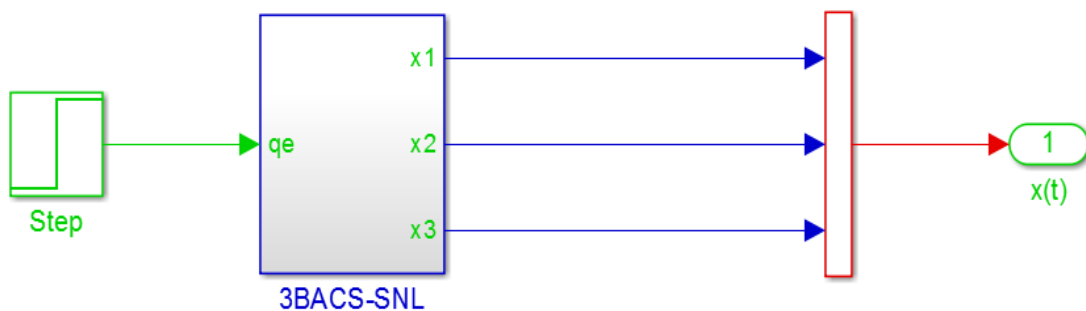 Step
qe
x1
x2
x3
3BACS-SNL
1
x(t)